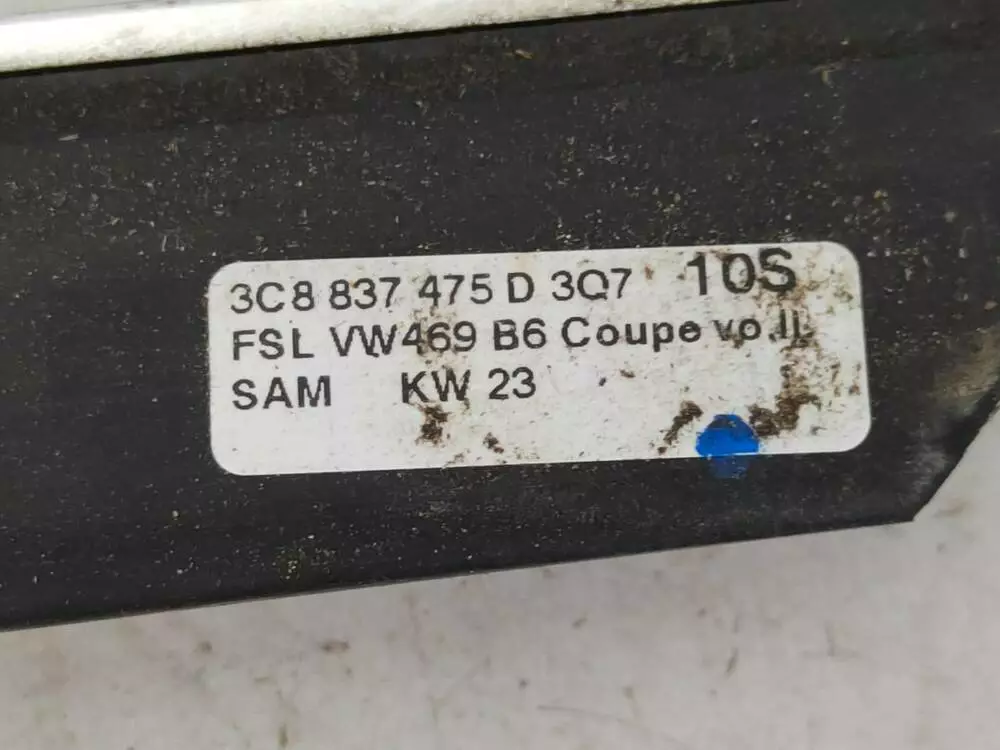 3C8 837 475 D 3Q7 10S
FSL VW469 B6 Coupe vo.li.
SAM KW 23